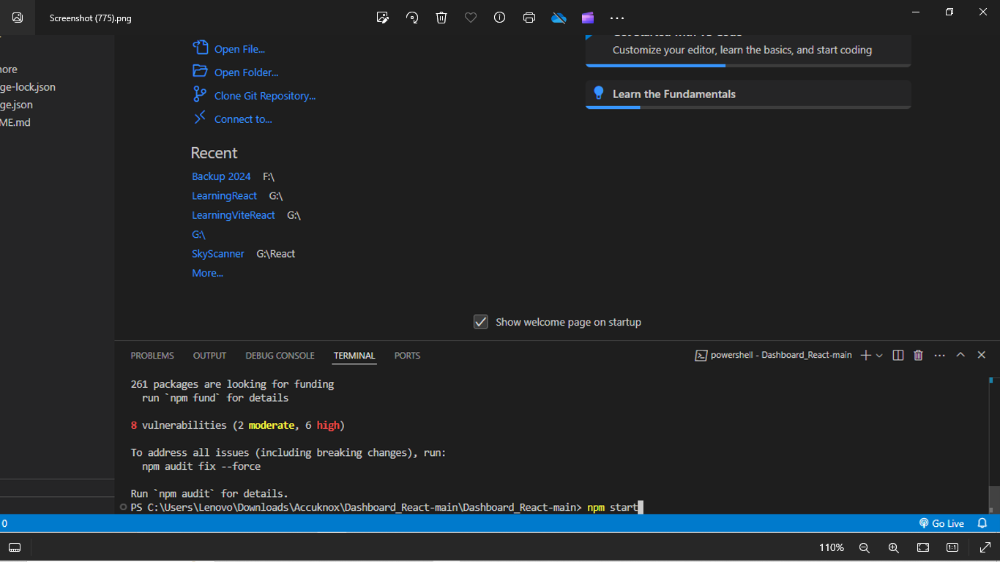 Screenshot (775).png
Open File...
Customize your editor, learn the basics, and start coding
ore
ge-lock.json
ge.json
ME.md
Open Folder...
Clone Git Repository...
Connect to...
Learn the Fundamentals
Recent
Backup 2024 F:\
LearningReact G:\
LearningViteReact G:\
G:\
SkyScanner G:\React
More...
Show welcome page on startup
PROBLEMS OUTPUT DEBUG CONSOLE TERMINAL PORTS powershell - Dashboard_React-main
261 packages are looking for funding
run `npm fund` for details
8 vulnerabilities (2 moderate, 6 high)
To address all issues (including breaking changes), run:
npm audit fix --force
Run `npm audit` for details.
PS C:\Users\Lenovo\Downloads\Accuknox\Dashboard_React-main\Dashboard_React-main> npm start
0 Go Live
110% 1:1